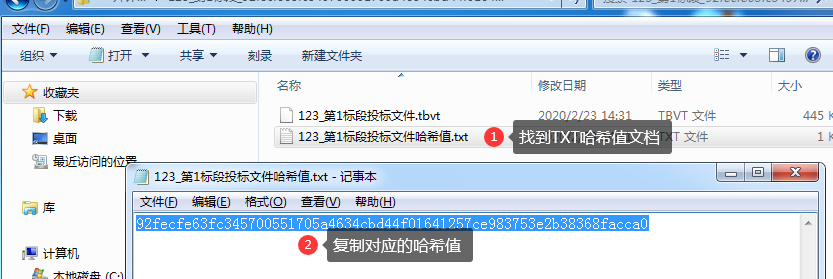 文件(F) 编辑(E) 查看(V) 工具(T) 帮助(H)
组织 打开 共享 刻录 新建文件夹
收藏夹
下载
桌面
最近访问的位置
库
计算机
本地磁盘 (C:)
名称 修改日期 类型 大小
123_第1标段投标文件.tbvt 2020/2/23 14:31 TBVT 文件 445 K
123_第1标段投标文件哈希值.txt TXT 文件 1 K
1 找到TXT哈希值文档
123_第1标段投标文件哈希值.txt - 记事本
文件(F) 编辑(E) 格式(O) 查看(V) 帮助(H)
92fecfe63fc345700551705a4634cbd44f01641257ce983753e2b38368facca0
2 复制对应的哈希值